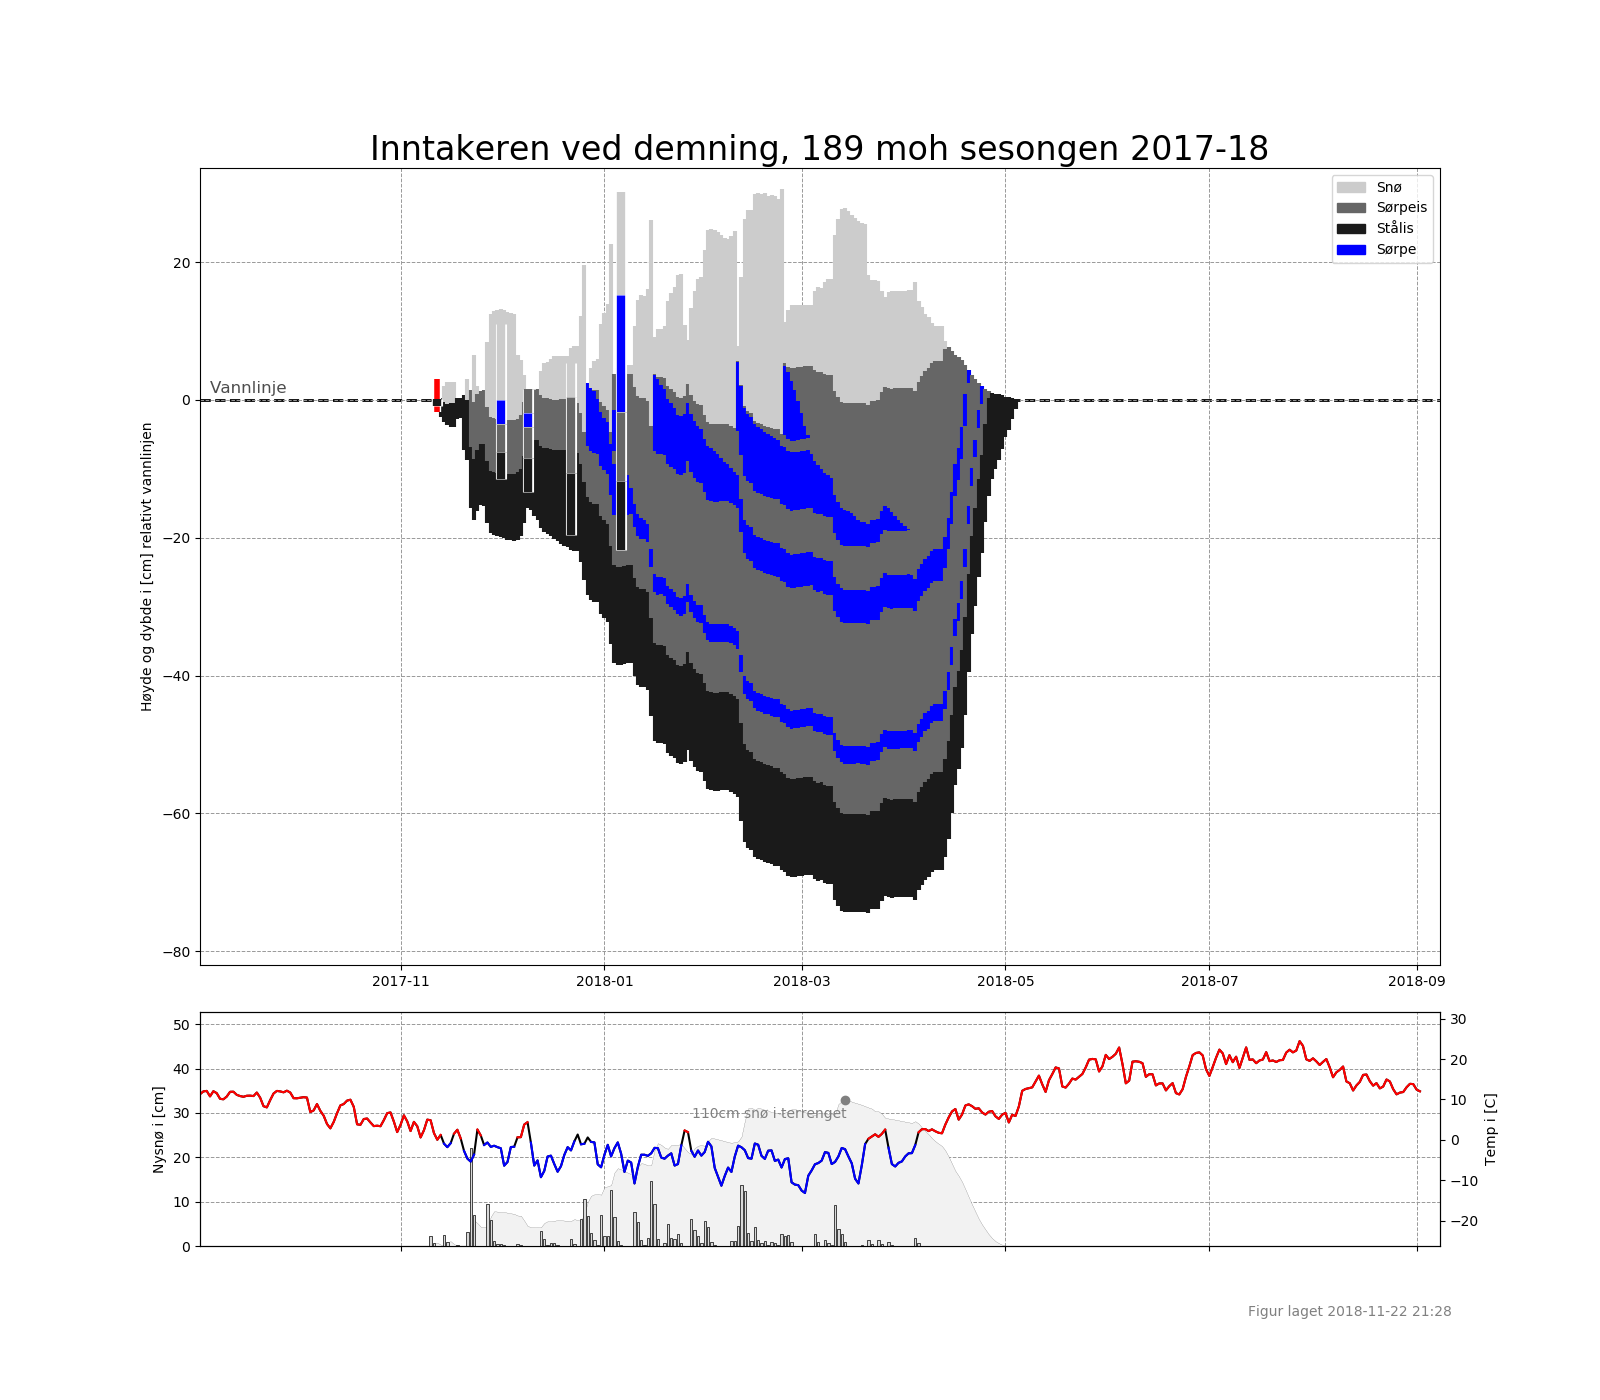 Inntakeren ved demning, 189 moh sesongen 2017-18
Snø
Sørpeis
Stålis
Sørpe
Vannlinje
Høyde og dybde i [cm] relativt vannlinjen
20
0
−20
−40
−60
−80
2017-11
2018-01
2018-03
2018-05
2018-07
2018-09
Nysnø i [cm]
50
40
30
20
10
0
110cm snø i terrenget
30
20
10
0
−10
−20
Temp i [C]
Figur laget 2018-11-22 21:28